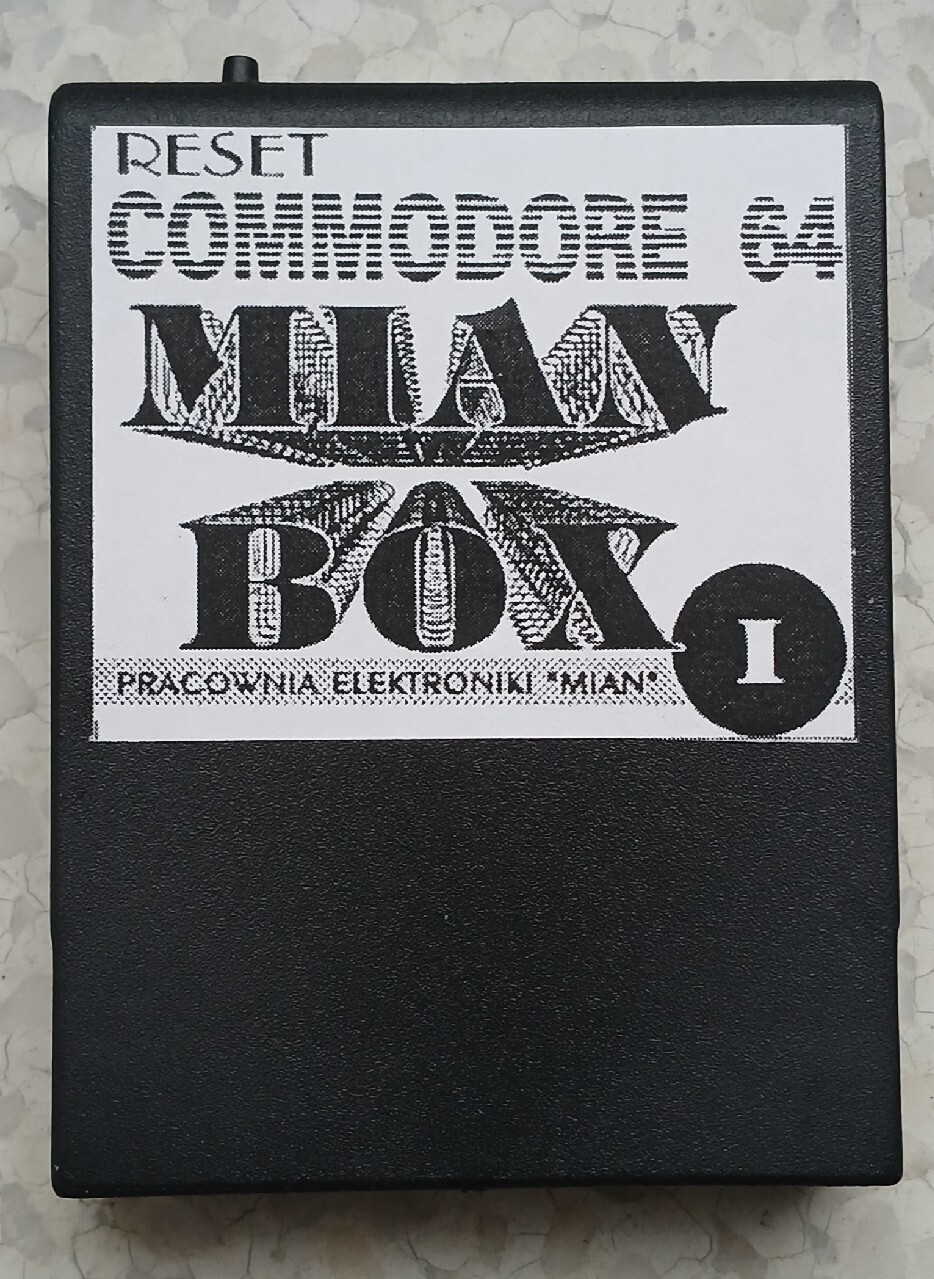 RESET
COMMODORE 64
MIAN
BOX
I
PRACOWNIA ELEKTRONIKI "MIAN"